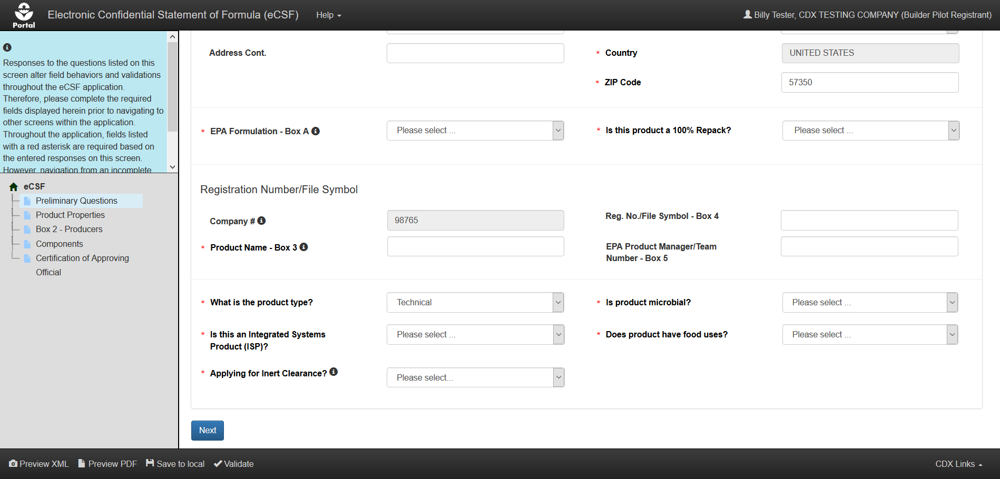 Portal
Electronic Confidential Statement of Formula (eCSF)
Help
Billy Tester, CDX TESTING COMPANY (Builder Pilot Registrant)
Responses to the questions listed on this
screen alter field behaviors and validations
throughout the eCSF application.
Therefore, please complete the required
fields displayed herein prior to navigating to
other screens within the application.
Throughout the application, fields listed
with a red asterisk are required based on
the entered responses on this screen.
However, navigation from an incomplete
eCSF
Preliminary Questions
Product Properties
Box 2 - Producers
Components
Certification of Approving
Official
Address Cont.
* Country
UNITED STATES
* ZIP Code
57350
* EPA Formulation - Box A
Please select ...
* Is this product a 100% Repack?
Please select ...
Registration Number/File Symbol
Company #
98765
Reg. No./File Symbol - Box 4
* Product Name - Box 3
EPA Product Manager/Team
Number - Box 5
* What is the product type?
Technical
* Is product microbial?
Please select ...
* Is this an Integrated Systems
Product (ISP)?
Please select ...
* Does product have food uses?
Please select ...
* Applying for Inert Clearance?
Please select...
Next
Preview XML
Preview PDF
Save to local
Validate
CDX Links